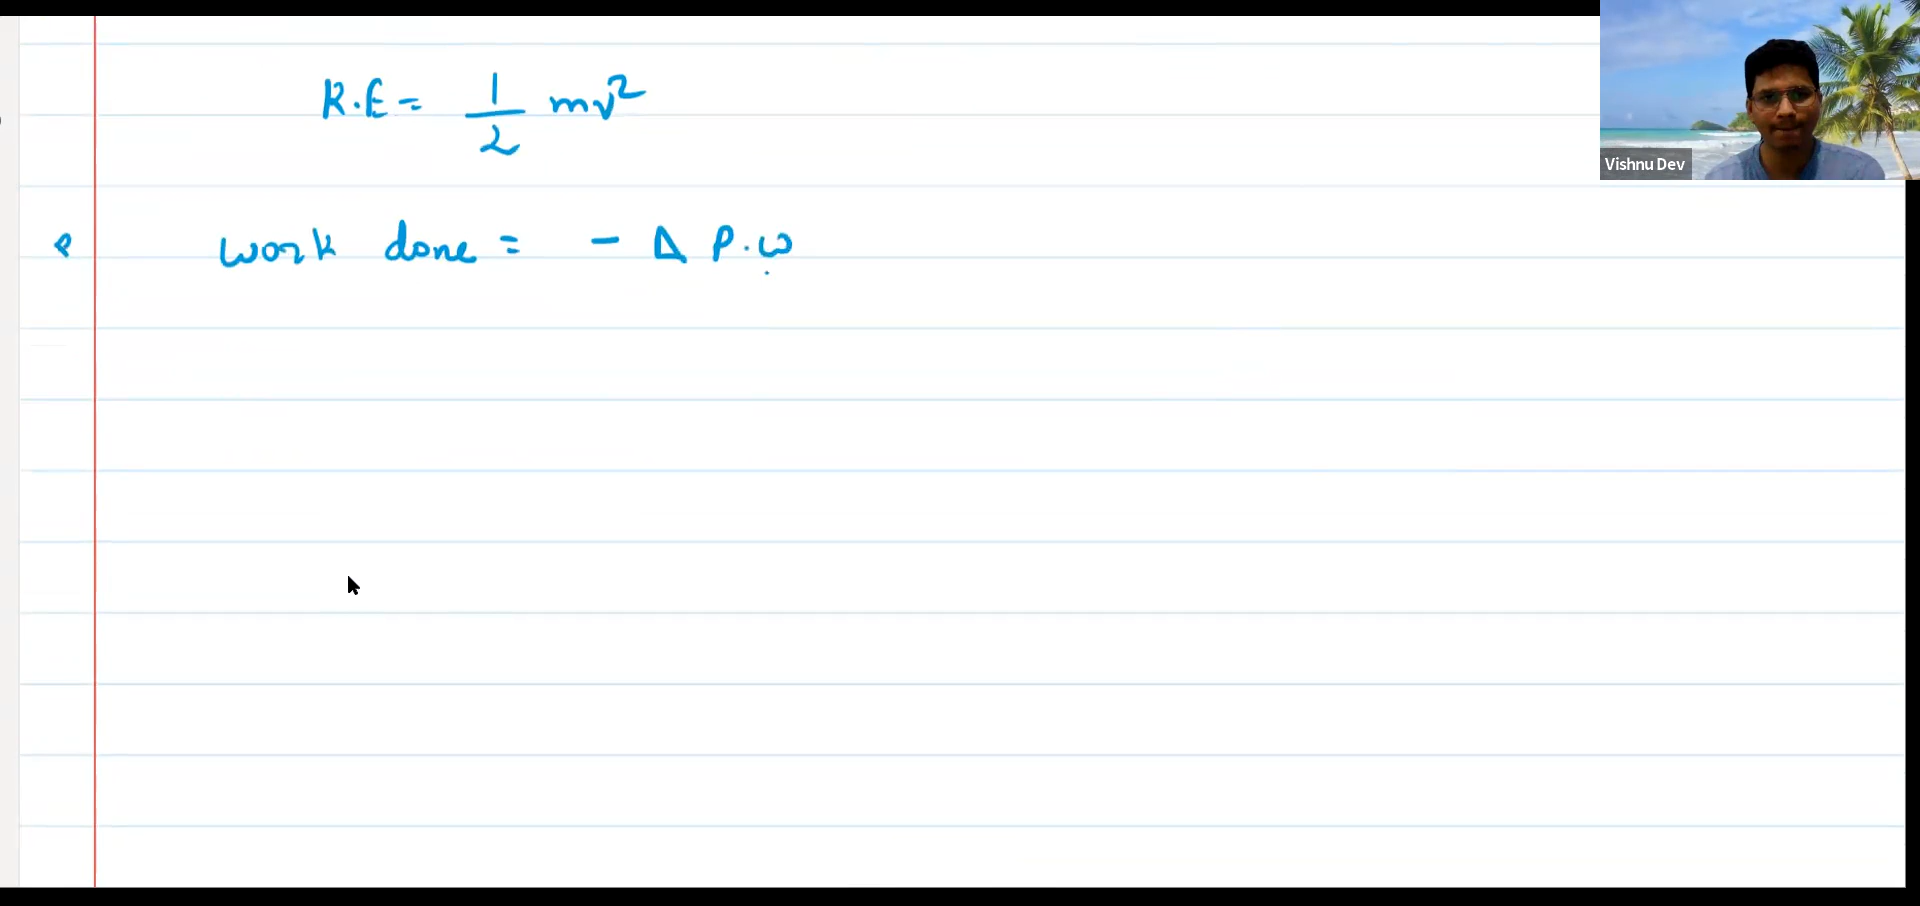 K.E = 1/2 mv²
Vishnu Dev
work done = - Δ P.W